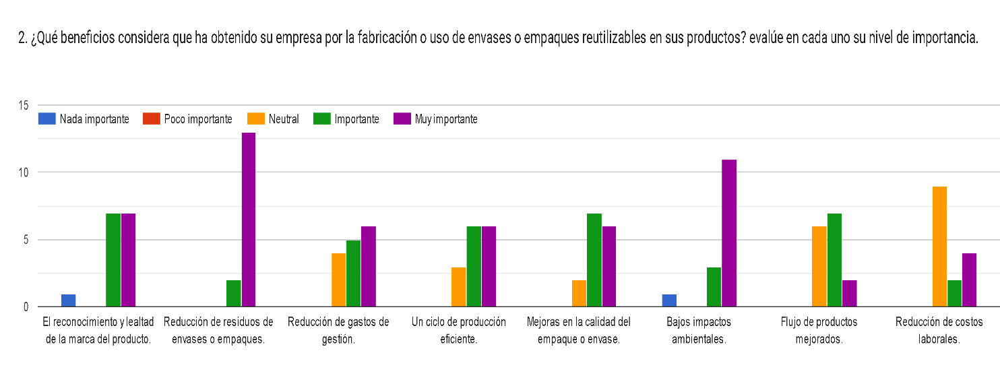 2. ¿Qué beneficios considera que ha obtenido su empresa por la fabricación o uso de envases o empaques reutilizables en sus productos? evalúe en cada uno su nivel de importancia.
15
Nada importante Poco importante Neutral Importante Muy importante
10
5
0
El reconocimiento y lealtad Reducción de residuos de Reducción de gastos de Un ciclo de producción Mejoras en la calidad del Bajos impactos Flujo de productos Reducción de costos
de la marca del producto. envases o empaques. gestión. eficiente. empaque o envase. ambientales. mejorados. laborales.